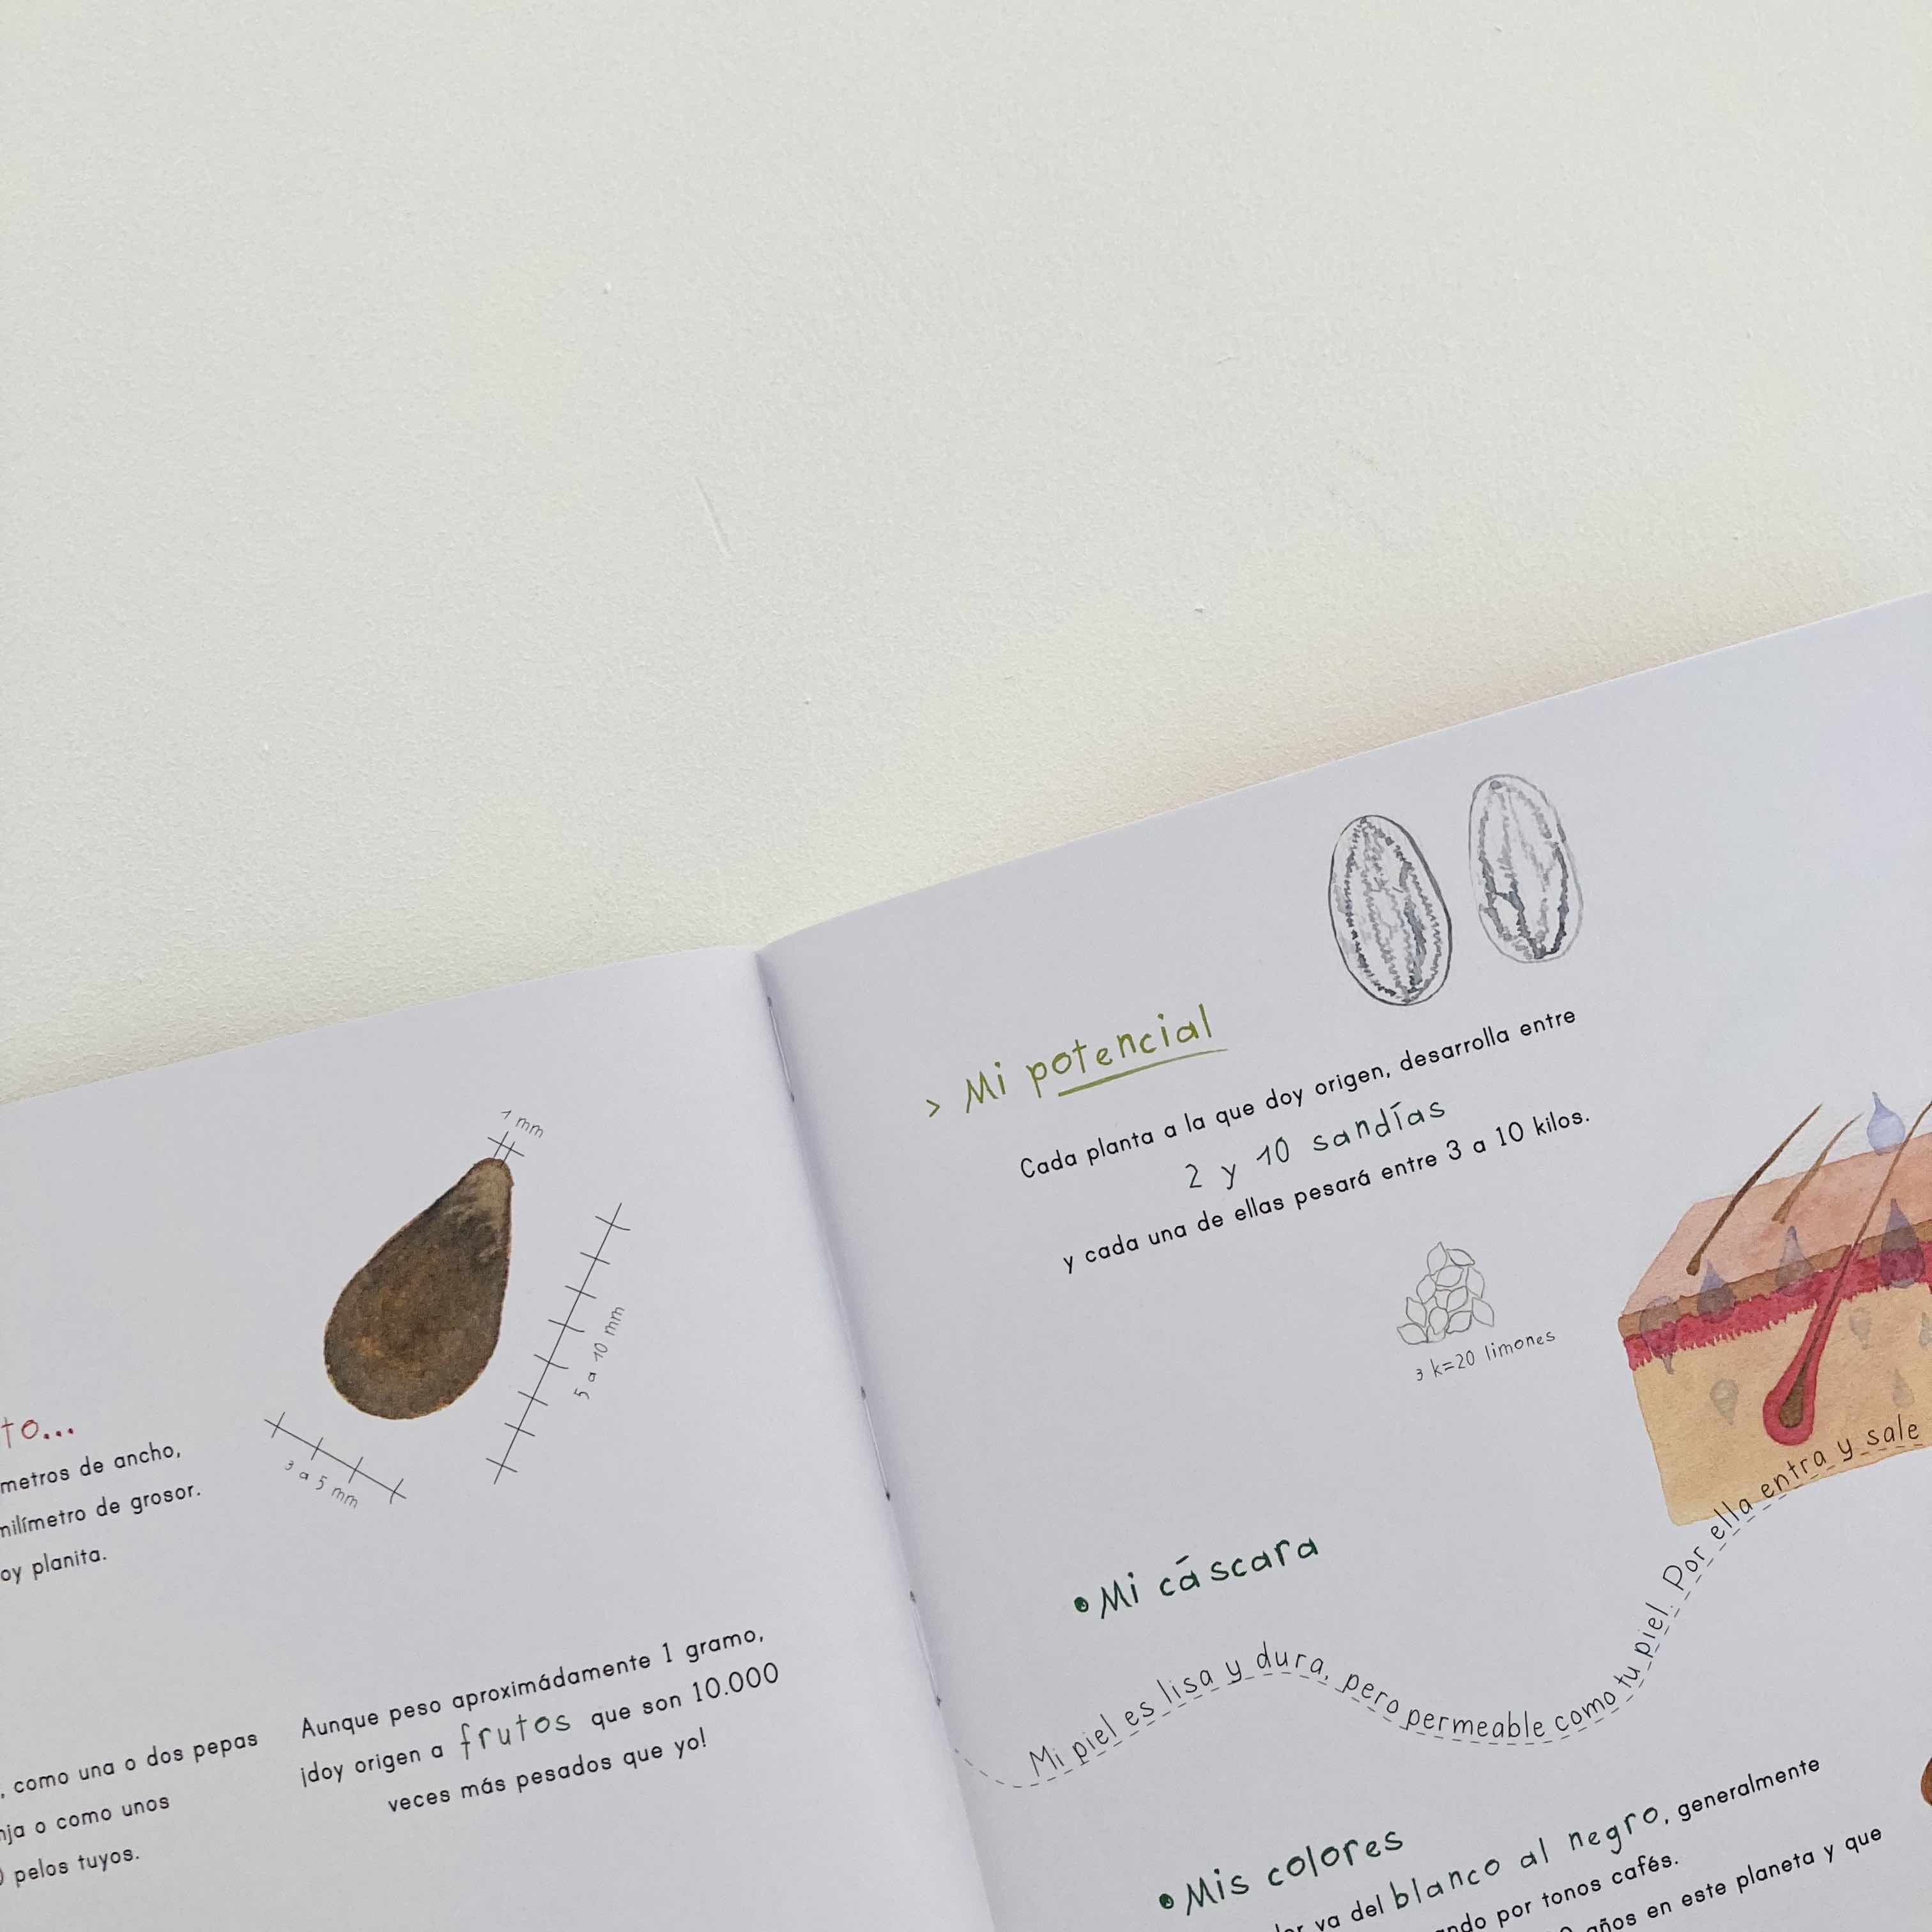 1 mm
5 a 10 mm
3 a 5 mm
to...
metros de ancho,
milímetro de grosor.
oy planita.
, como una o dos pepas
nja o como unos
pelos tuyos.
Aunque peso aproximádamente 1 gramo,
¡doy origen a frutos que son 10.000
veces más pesados que yo!
> Mi potencial
Cada planta a la que doy origen, desarrolla entre
2 y 10 sandías
y cada una de ellas pesará entre 3 a 10 kilos.
3 k=20 limones
• Mi cáscara
Mi piel es lisa y dura, pero permeable como tu piel. Por ella entra y sale
• Mis colores
va del blanco al negro, generalmente
ando por tonos cafés.
años en este planeta y que